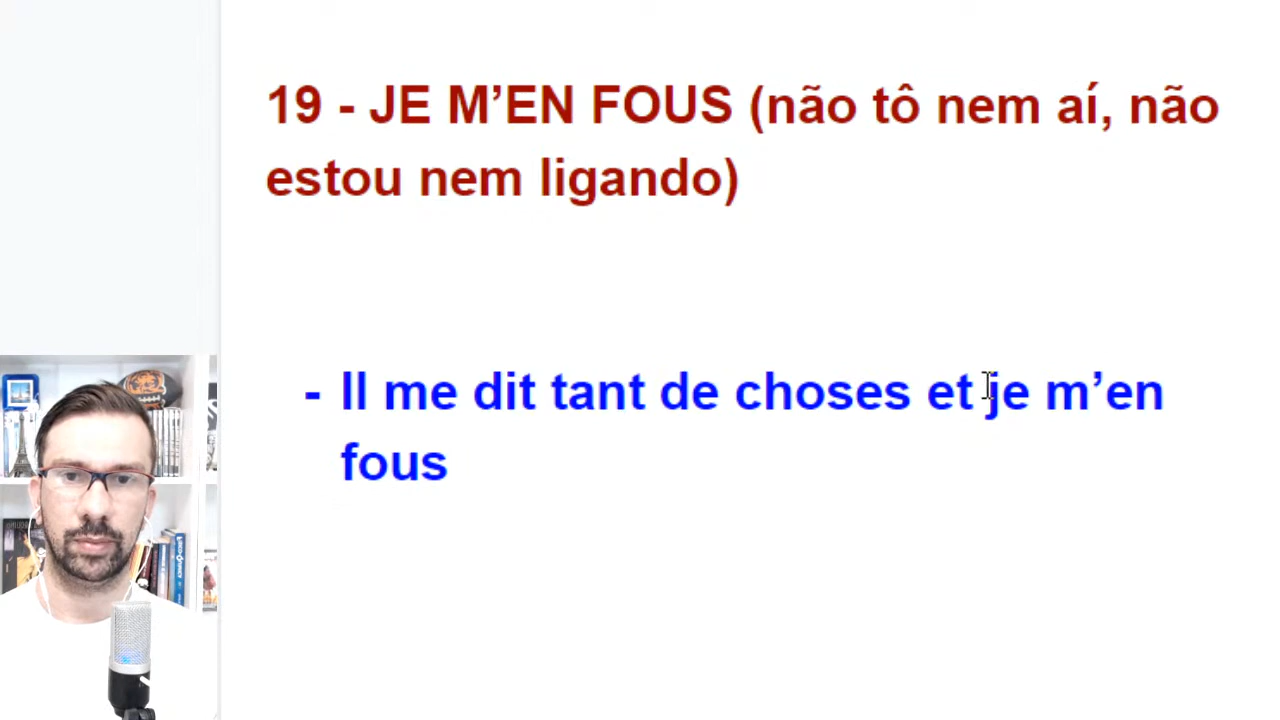 19 - JE M’EN FOUS (não tô nem aí, não
estou nem ligando)
- Il me dit tant de choses et je m’en
fous